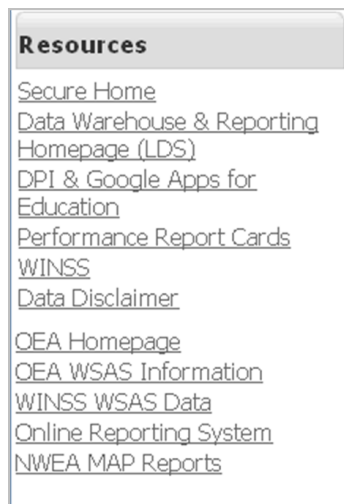 Resources
Secure Home
Data Warehouse & Reporting
Homepage (LDS)
DPI & Google Apps for
Education
Performance Report Cards
WINSS
Data Disclaimer
OEA Homepage
OEA WSAS Information
WINSS WSAS Data
Online Reporting System
NWEA MAP Reports